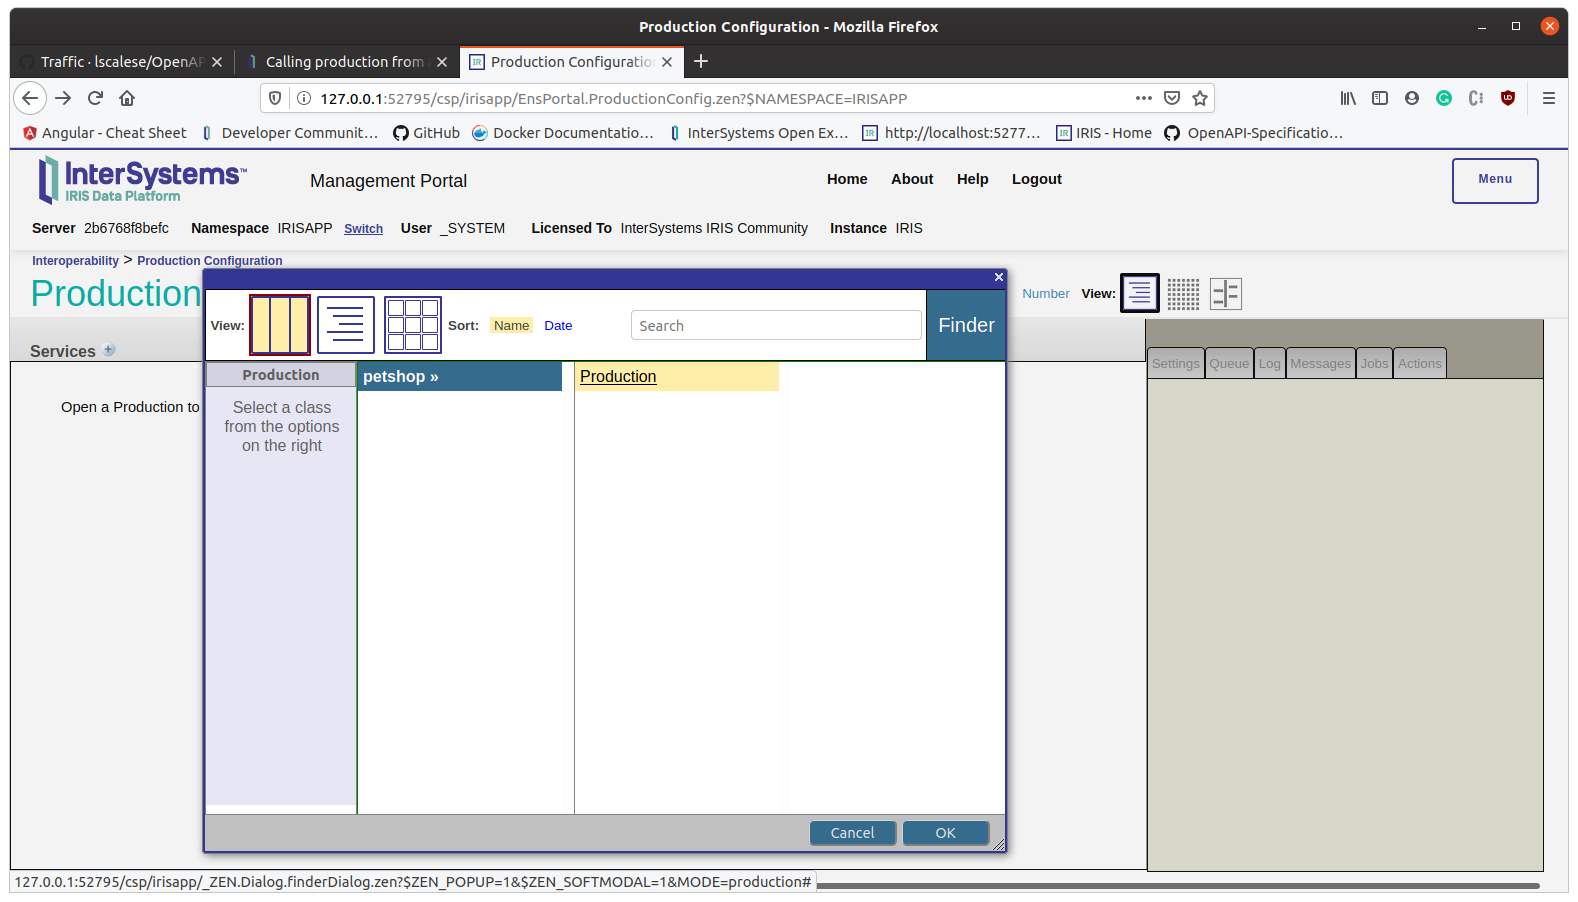 Production Configuration - Mozilla Firefox
Traffic · lscalese/OpenAP
Calling production from
Production Configuration
127.0.0.1:52795/csp/irisapp/EnsPortal.ProductionConfig.zen?$NAMESPACE=IRISAPP
Angular - Cheat Sheet
Developer Communit…
GitHub
Docker Documentatio…
InterSystems Open Ex…
IR http://localhost:5277…
IR IRIS - Home
OpenAPI-Specificatio…
InterSystems™
IRIS Data Platform
Management Portal
Home About Help Logout
Menu
Server 2b6768f8befc Namespace IRISAPP Switch User _SYSTEM Licensed To InterSystems IRIS Community Instance IRIS
Interoperability > Production Configuration
Production
Number View:
View:
Sort: Name Date
Search
Finder
Services
Settings Queue Log Messages Jobs Actions
Production
petshop »
Production
Select a class
from the options
on the right
Open a Production to
Cancel OK
127.0.0.1:52795/csp/irisapp/_ZEN.Dialog.finderDialog.zen?$ZEN_POPUP=1&$ZEN_SOFTMODAL=1&MODE=production#